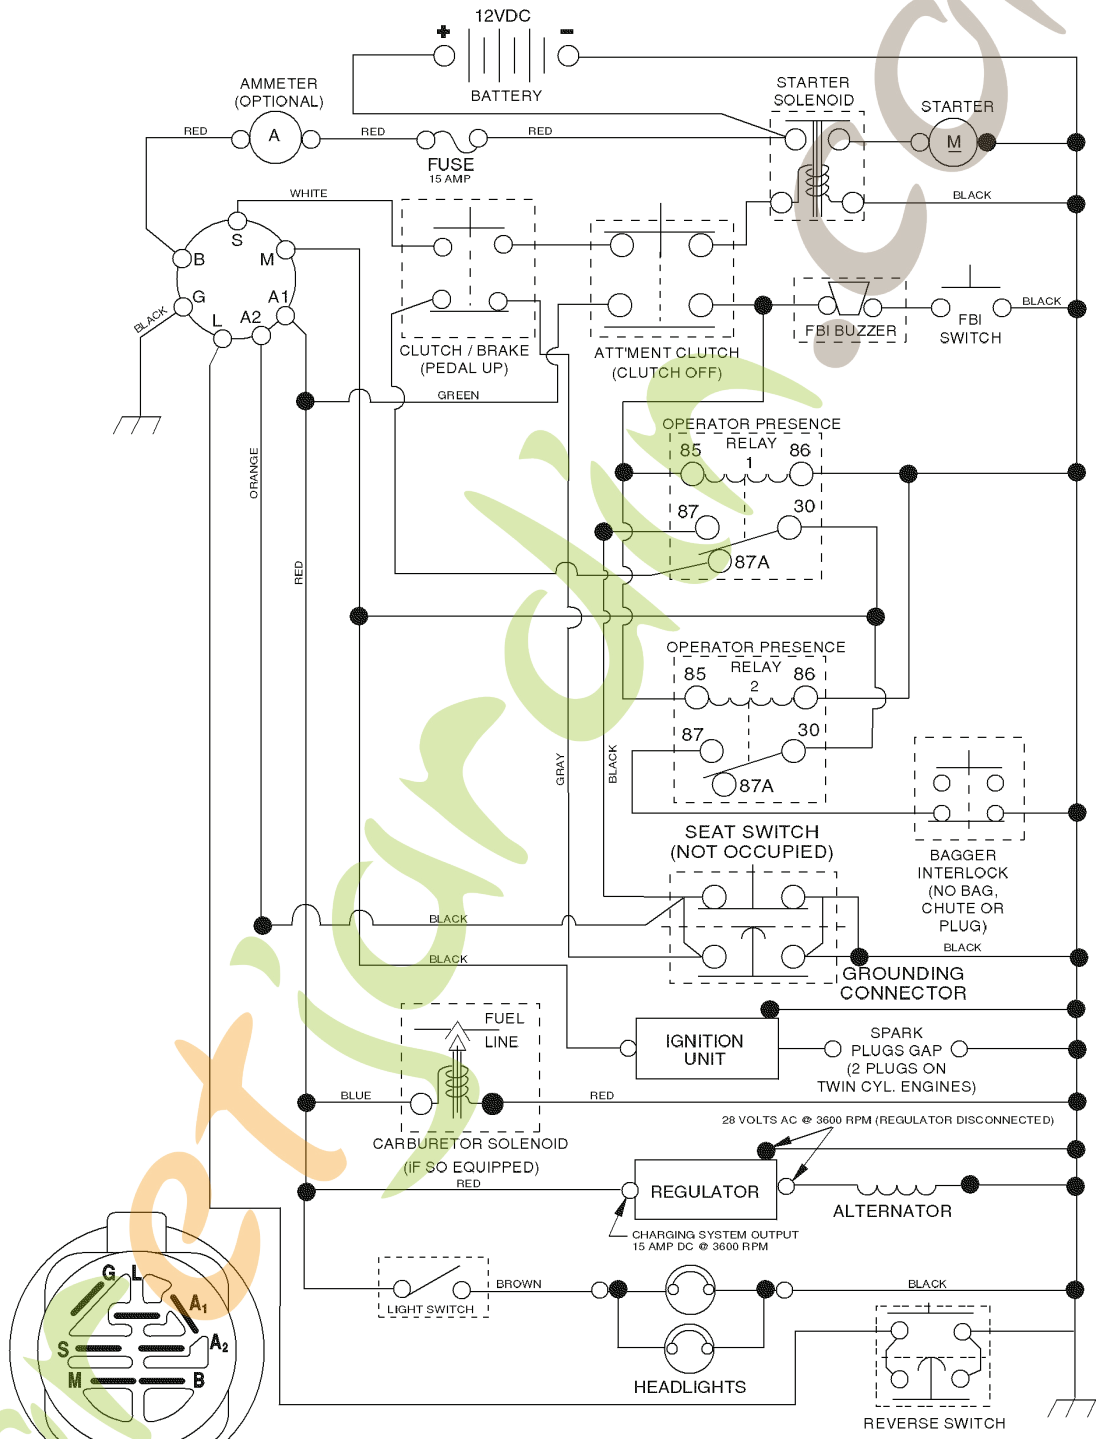 12VDC
+
-
BATTERY
AMMETER
(OPTIONAL)
STARTER
SOLENOID
STARTER
RED
A
RED
RED
FUSE
15 AMP
M
WHITE
BLACK
S
B
M
G
A1
L
A2
BLACK
CLUTCH / BRAKE
(PEDAL UP)
ATT'MENT CLUTCH
(CLUTCH OFF)
FBI BUZZER
FBI
SWITCH
BLACK
GREEN
OPERATOR PRESENCE
RELAY
1
85
86
87
30
87A
ORANGE
RED
OPERATOR PRESENCE
RELAY
2
85
86
87
30
87A
GRAY
BLACK
SEAT SWITCH
(NOT OCCUPIED)
BAGGER
INTERLOCK
(NO BAG,
CHUTE OR
PLUG)
BLACK
BLACK
BLACK
GROUNDING
CONNECTOR
FUEL
LINE
IGNITION
UNIT
SPARK
PLUGS GAP
(2 PLUGS ON
TWIN CYL. ENGINES)
BLUE
RED
CARBURETOR SOLENOID
(IF SO EQUIPPED)
28 VOLTS AC @ 3600 RPM (REGULATOR DISCONNECTED)
RED
REGULATOR
ALTERNATOR
CHARGING SYSTEM OUTPUT
15 AMP DC @ 3600 RPM
LIGHT SWITCH
BROWN
BLACK
HEADLIGHTS
REVERSE SWITCH
G
L
A1
A2
S
M
B